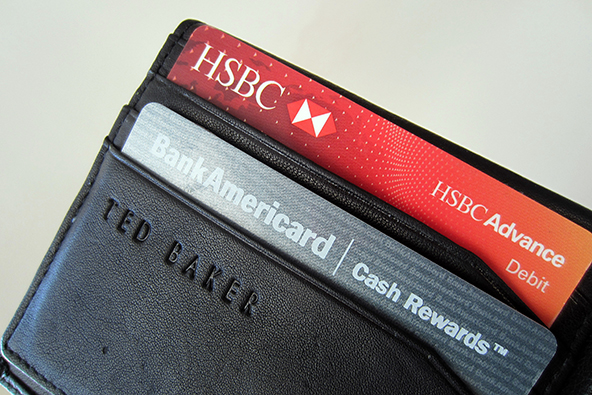 HSBC
HSBC Advance
Debit
BankAmericard | Cash Rewards™
TED BAKER